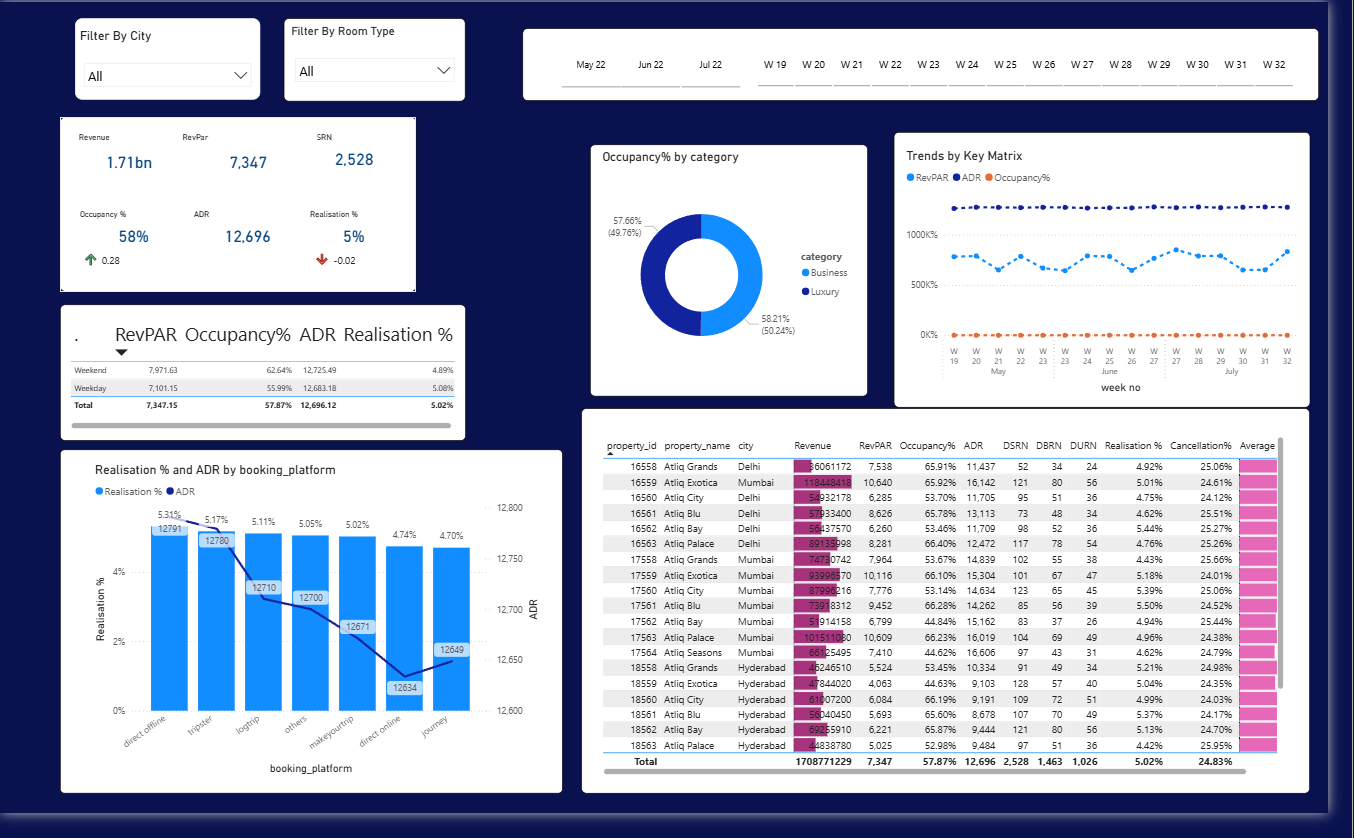 Filter By City
All
Filter By Room Type
All
May 22 Jun 22 Jul 22 W 19 W 20 W 21 W 22 W 23 W 24 W 25 W 26 W 27 W 28 W 29 W 30 W 31 W 32
Revenue RevPar SRN
1.71bn 7,347 2,528
Occupancy % ADR Realisation %
58% 12,696 5%
0.28 -0.02
. RevPAR Occupancy% ADR Realisation %
Weekend 7,971.63 62.64% 12,725.49 4.89%
Weekday 7,101.15 55.99% 12,683.18 5.08%
Total 7,347.15 57.87% 12,696.12 5.02%
Occupancy% by category
57.66%
(49.76%)
58.21%
(50.24%)
category
Business
Luxury
Trends by Key Matrix
RevPAR ADR Occupancy%
1000K%
500K%
0K%
W W W W W W W W W W W W W W W W
19 20 21 22 23 23 24 25 26 27 27 28 29 30 31 32
May June July
week no
Realisation % and ADR by booking_platform
Realisation % ADR
5.31% 5.17% 5.11% 5.05% 5.02% 4.74% 4.70%
12791 12780 12710 12700 12671 12634 12649
4%
2%
0%
Realisation %
12,800
12,750
12,700
12,650
12,600
ADR
direct offline tripster logtrip others makeyourtrip direct online journey
booking_platform
property_id property_name city Revenue RevPAR Occupancy% ADR DSRN DBRN DURN Realisation % Cancellation% Average
16558 Atliq Grands Delhi 36061172 7,538 65.91% 11,437 52 34 24 4.92% 25.06%
16559 Atliq Exotica Mumbai 118448418 10,640 65.92% 16,142 121 80 56 5.01% 24.61%
16560 Atliq City Delhi 54932178 6,285 53.70% 11,705 95 51 36 4.75% 24.12%
16561 Atliq Blu Delhi 57933400 8,626 65.78% 13,113 73 48 34 4.62% 25.51%
16562 Atliq Bay Delhi 56437570 6,260 53.46% 11,709 98 52 36 5.44% 25.27%
16563 Atliq Palace Delhi 89135998 8,281 66.40% 12,472 117 78 54 4.76% 25.26%
17558 Atliq Grands Mumbai 74730742 7,964 53.67% 14,839 102 55 38 4.43% 25.66%
17559 Atliq Exotica Mumbai 93996570 10,116 66.10% 15,304 101 67 47 5.18% 24.01%
17560 Atliq City Mumbai 87996216 7,776 53.14% 14,634 123 65 45 5.39% 25.06%
17561 Atliq Blu Mumbai 73918312 9,452 66.28% 14,262 85 56 39 5.50% 24.52%
17562 Atliq Bay Mumbai 51914158 6,799 44.84% 15,162 83 37 26 4.94% 25.44%
17563 Atliq Palace Mumbai 101511080 10,609 66.23% 16,019 104 69 49 4.96% 24.38%
17564 Atliq Seasons Mumbai 66125495 7,410 44.62% 16,606 97 43 31 4.62% 24.79%
18558 Atliq Grands Hyderabad 46246510 5,524 53.45% 10,334 91 49 34 5.21% 24.98%
18559 Atliq Exotica Hyderabad 47844020 4,063 44.63% 9,103 128 57 40 5.04% 24.35%
18560 Atliq City Hyderabad 61007200 6,084 66.19% 9,191 109 72 51 4.99% 24.03%
18561 Atliq Blu Hyderabad 56040450 5,693 65.60% 8,678 107 70 49 5.37% 24.17%
18562 Atliq Bay Hyderabad 69255910 6,221 65.87% 9,444 121 80 56 5.13% 24.70%
18563 Atliq Palace Hyderabad 44838780 5,025 52.98% 9,484 97 51 36 4.42% 25.95%
Total 1708771229 7,347 57.87% 12,696 2,528 1,463 1,026 5.02% 24.83%